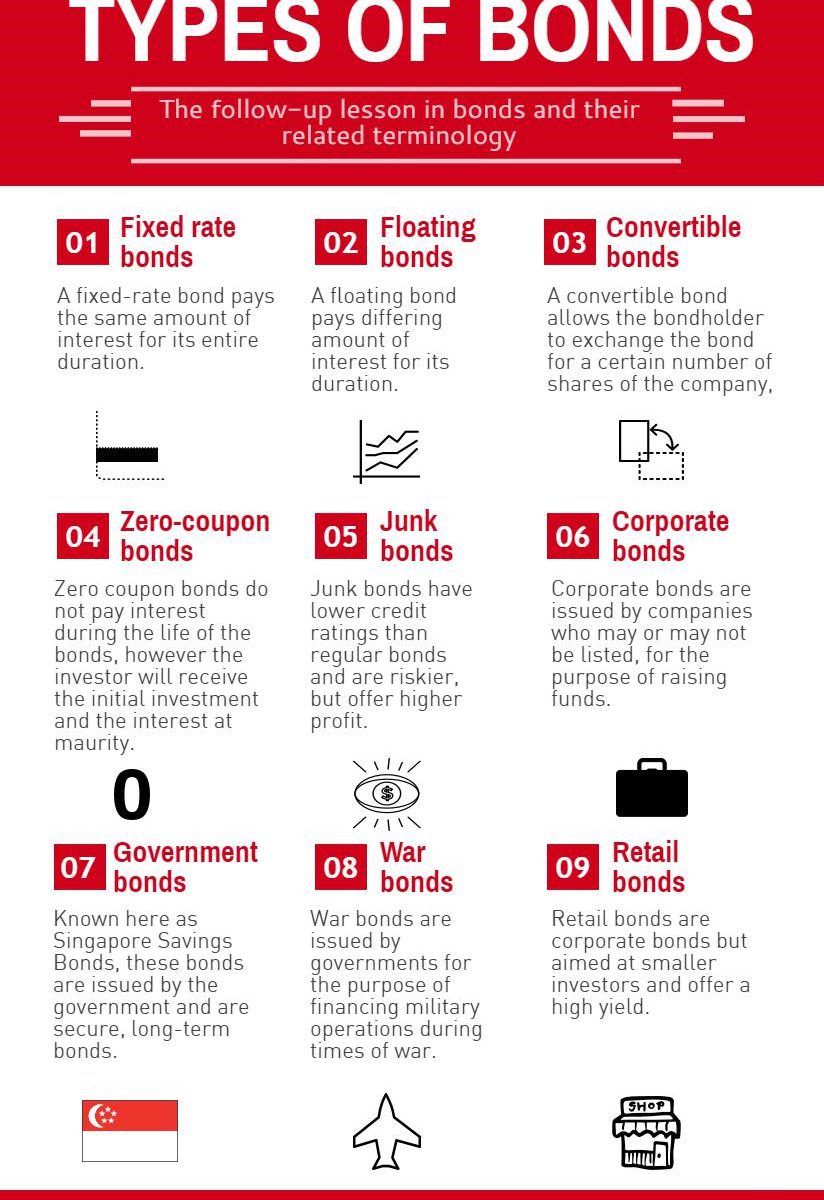 TYPES OF BONDS
The follow-up lesson in bonds and their
related terminology
01
Fixed rate
bonds
A fixed-rate bond pays
the same amount of
interest for its entire
duration.
02
Floating
bonds
A floating bond
pays differing
amount of
interest for its
duration.
03
Convertible
bonds
A convertible bond
allows the bondholder
to exchange the bond
for a certain number of
shares of the company,
04
Zero-coupon
bonds
Zero coupon bonds do
not pay interest
during the life of the
bonds, however the
investor will receive
the initial investment
and the interest at
maurity.
0
05
Junk
bonds
Junk bonds have
lower credit
ratings than
regular bonds
and are riskier,
but offer higher
profit.
$
06
Corporate
bonds
Corporate bonds are
issued by companies
who may or may not
be listed, for the
purpose of raising
funds.
07
Government
bonds
Known here as
Singapore Savings
Bonds, these bonds
are issued by the
government and are
secure, long-term
bonds.
08
War
bonds
War bonds are
issued by
governments for
the purpose of
financing military
operations during
times of war.
09
Retail
bonds
Retail bonds are
corporate bonds but
aimed at smaller
investors and offer a
high yield.
SHOP